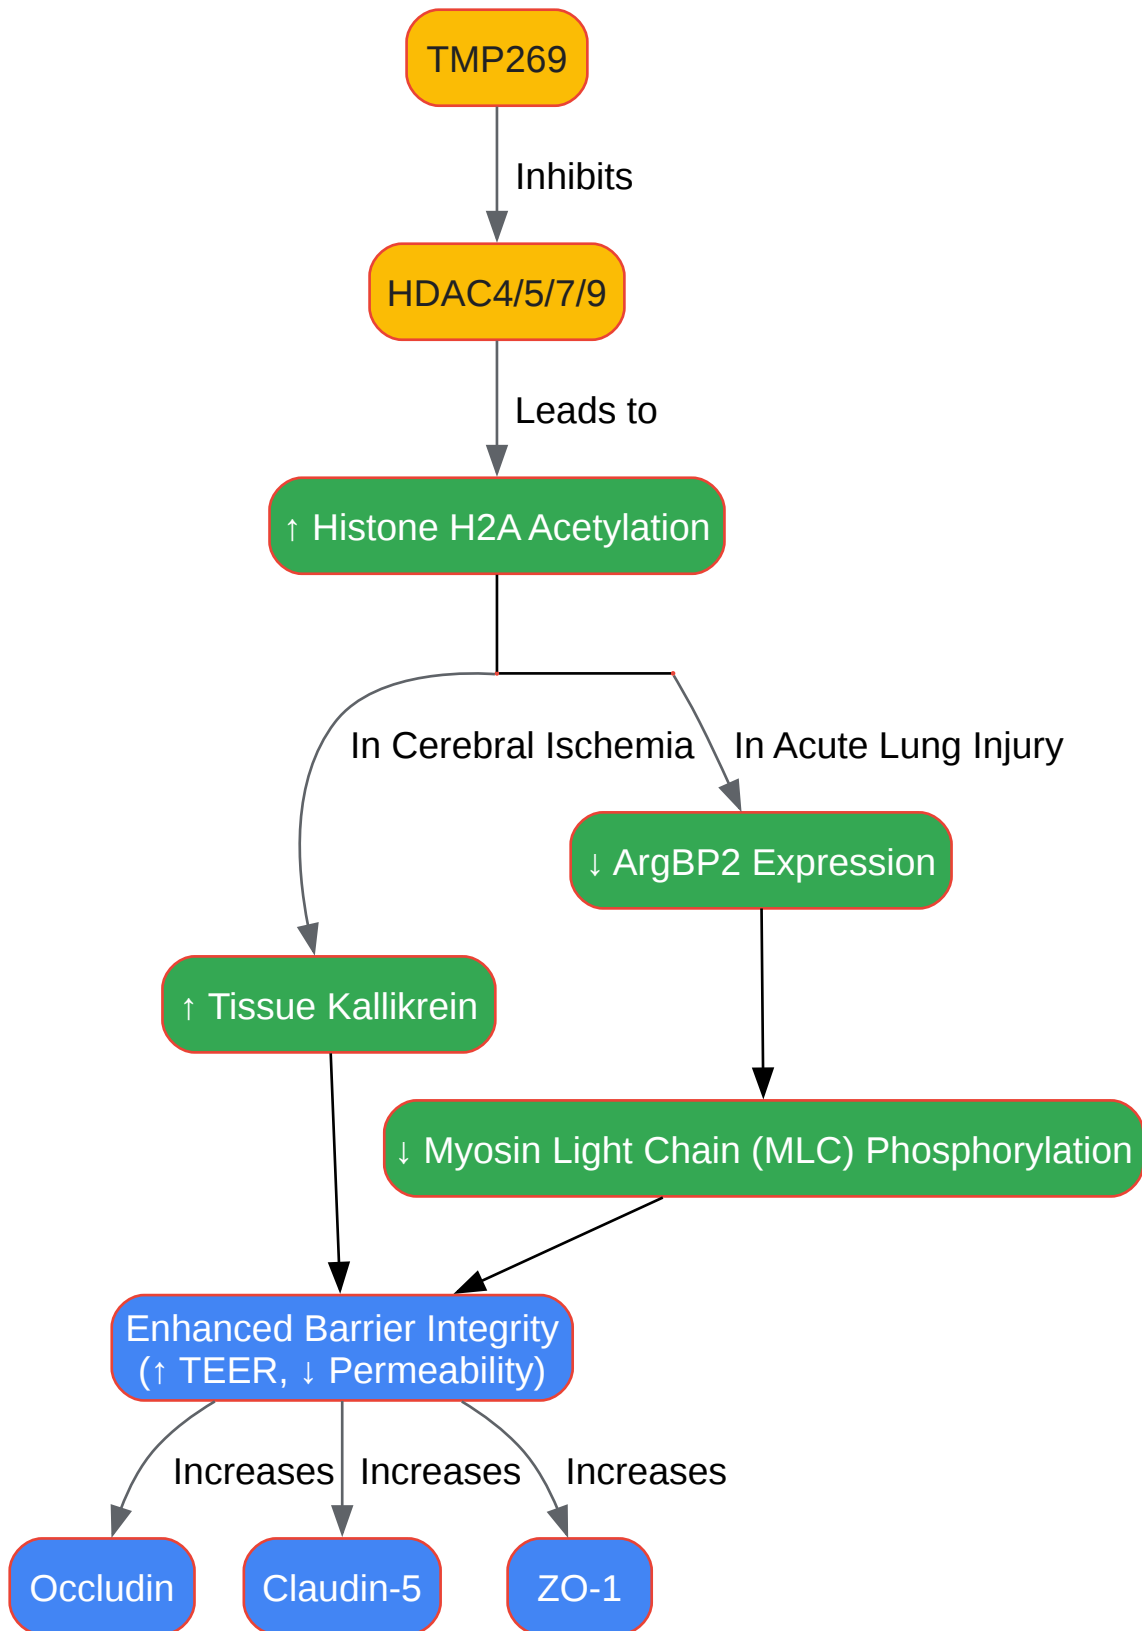 TMP269
Inhibits
HDAC4/5/7/9
Leads to
↑ Histone H2A Acetylation
In Cerebral Ischemia
In Acute Lung Injury
↓ ArgBP2 Expression
↑ Tissue Kallikrein
↓ Myosin Light Chain (MLC) Phosphorylation
Enhanced Barrier Integrity
(↑ TEER, ↓ Permeability)
Increases
Increases
Increases
Occludin
Claudin-5
ZO-1